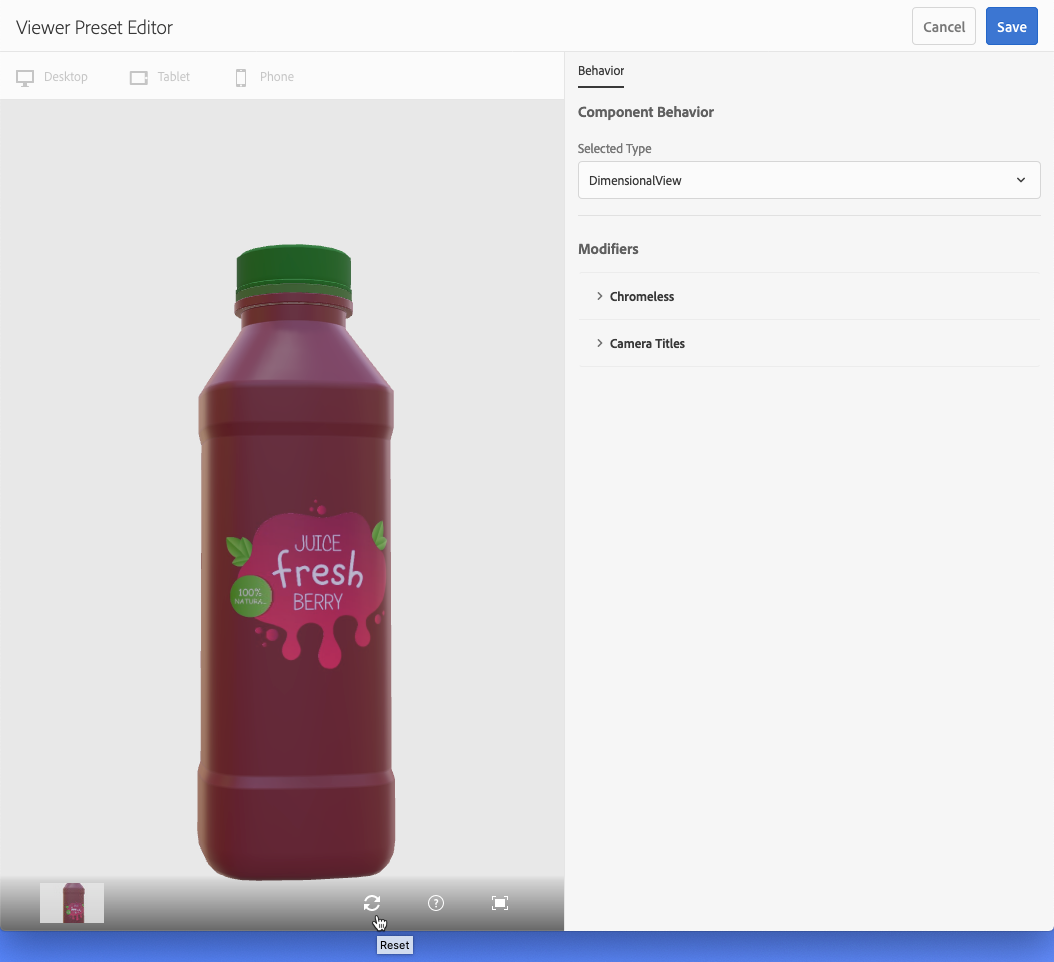 Viewer Preset Editor
Cancel
Save
Desktop
Tablet
Phone
Behavior
Component Behavior
Selected Type
DimensionalView
Modifiers
Chromeless
Camera Titles
JUICE
fresh
BERRY
100%
NATURA...
Reset